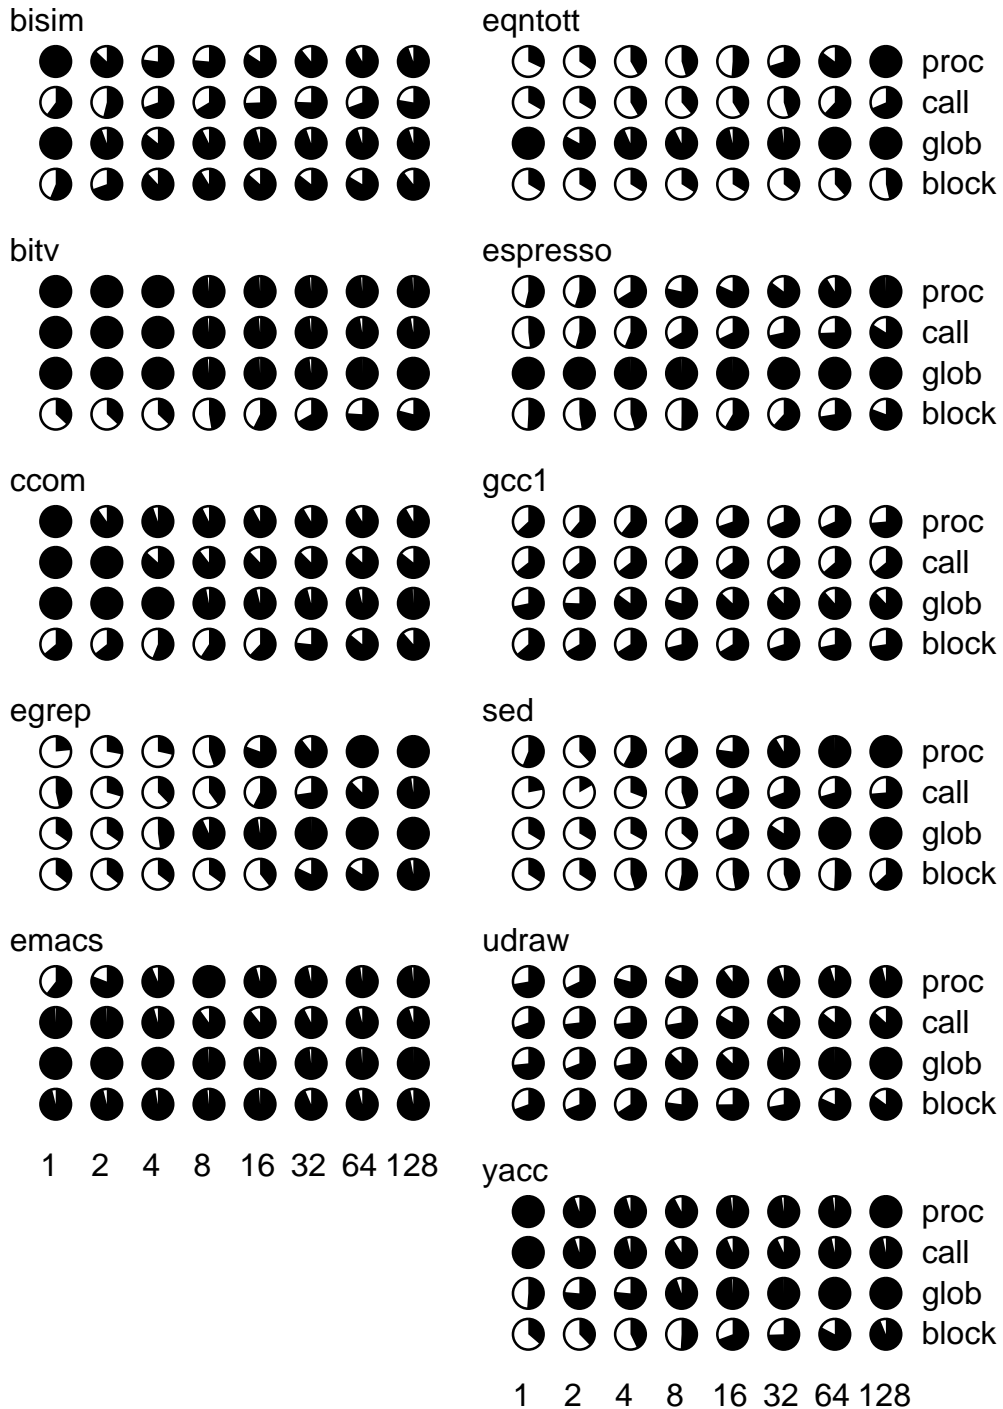 bisim
eqntott
proc
call
glob
block
bitv
espresso
proc
call
glob
block
ccom
gcc1
proc
call
glob
block
egrep
sed
proc
call
glob
block
emacs
udraw
proc
call
glob
block
1 2 4 8 16 32 64 128
yacc
proc
call
glob
block
1 2 4 8 16 32 64 128